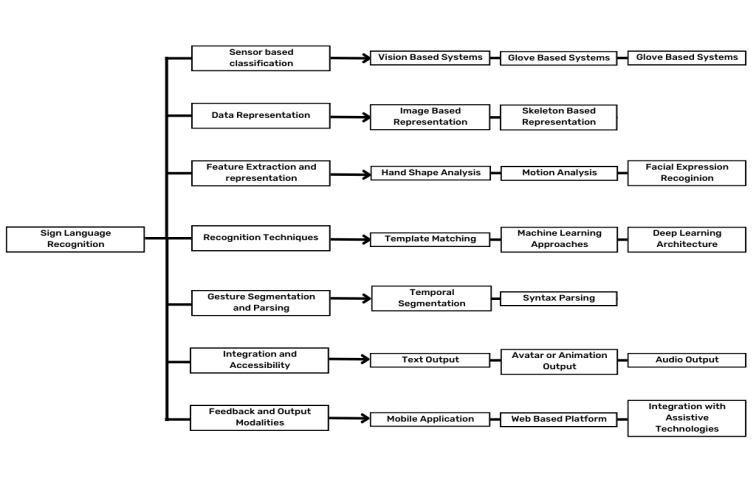 Sensor based
classification
Vision Based Systems
Glove Based Systems
Glove Based Systems
Data Representation
Image Based
Representation
Skeleton Based
Representation
Feature Extraction and
representation
Hand Shape Analysis
Motion Analysis
Facial Expression
Recoginion
Sign Language
Recognition
Recognition Techniques
Template Matching
Machine Learning
Approaches
Deep Learning
Architecture
Gesture Segmentation
and Parsing
Temporal
Segmentation
Syntax Parsing
Integration and
Accessibility
Text Output
Avatar or Animation
Output
Audio Output
Feedback and Output
Modalities
Mobile Application
Web Based Platform
Integration with
Assistive
Technologies